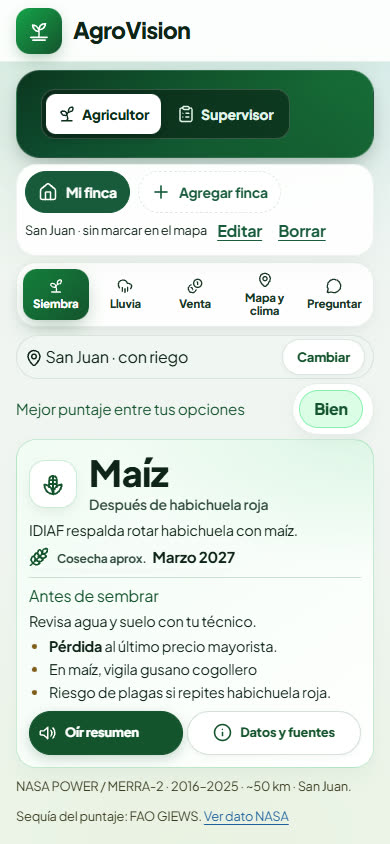 AgroVision
Agricultor
Supervisor
Mi finca
Agregar finca
San Juan · sin marcar en el mapa
Editar
Borrar
Siembra
Lluvia
Venta
Mapa y
clima
Preguntar
San Juan · con riego
Cambiar
Mejor puntaje entre tus opciones
Bien
Maíz
Después de habichuela roja
IDIAF respalda rotar habichuela con maíz.
Cosecha aprox. Marzo 2027
Antes de sembrar
Revisa agua y suelo con tu técnico.
• Pérdida al último precio mayorista.
• En maíz, vigila gusano cogollero
• Riesgo de plagas si repites habichuela roja.
Oír resumen
Datos y fuentes
NASA POWER / MERRA-2 · 2016–2025 · ~50 km · San Juan.
Sequía del puntaje: FAO GIEWS. Ver dato NASA